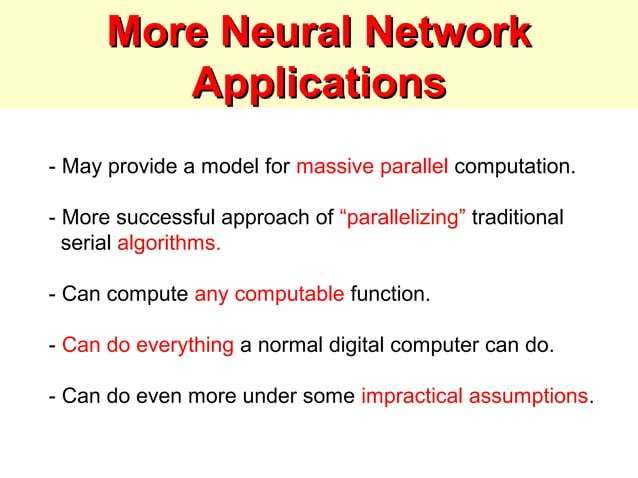 More Neural Network
Applications
- May provide a model for massive parallel computation.
- More successful approach of “parallelizing” traditional
serial algorithms.
- Can compute any computable function.
- Can do everything a normal digital computer can do.
- Can do even more under some impractical assumptions.